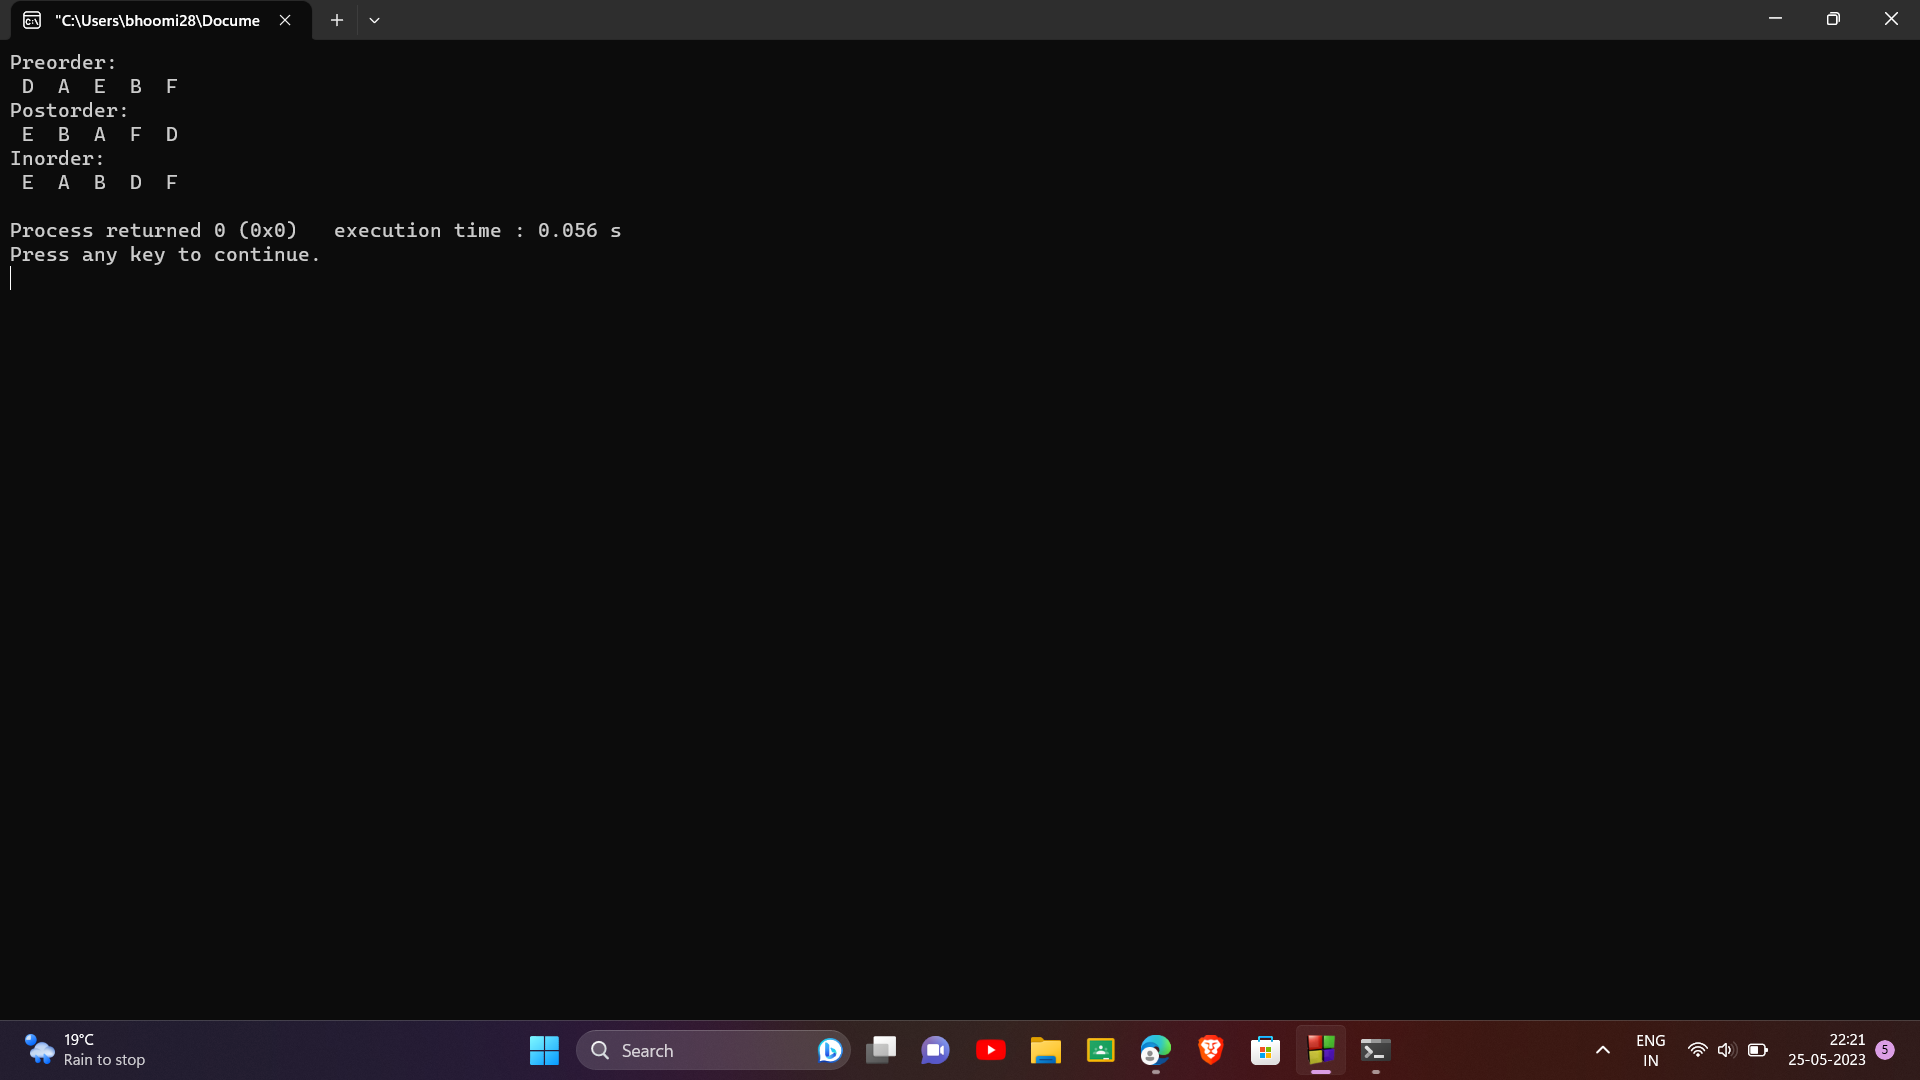 "C:\Users\bhoomi28\Docume
Preorder:
D A E B F
Postorder:
E B A F D
Inorder:
E A B D F
Process returned 0 (0x0)   execution time : 0.056 s
Press any key to continue.
19°C
Rain to stop
Search
ENG
IN
22:21
25-05-2023
5